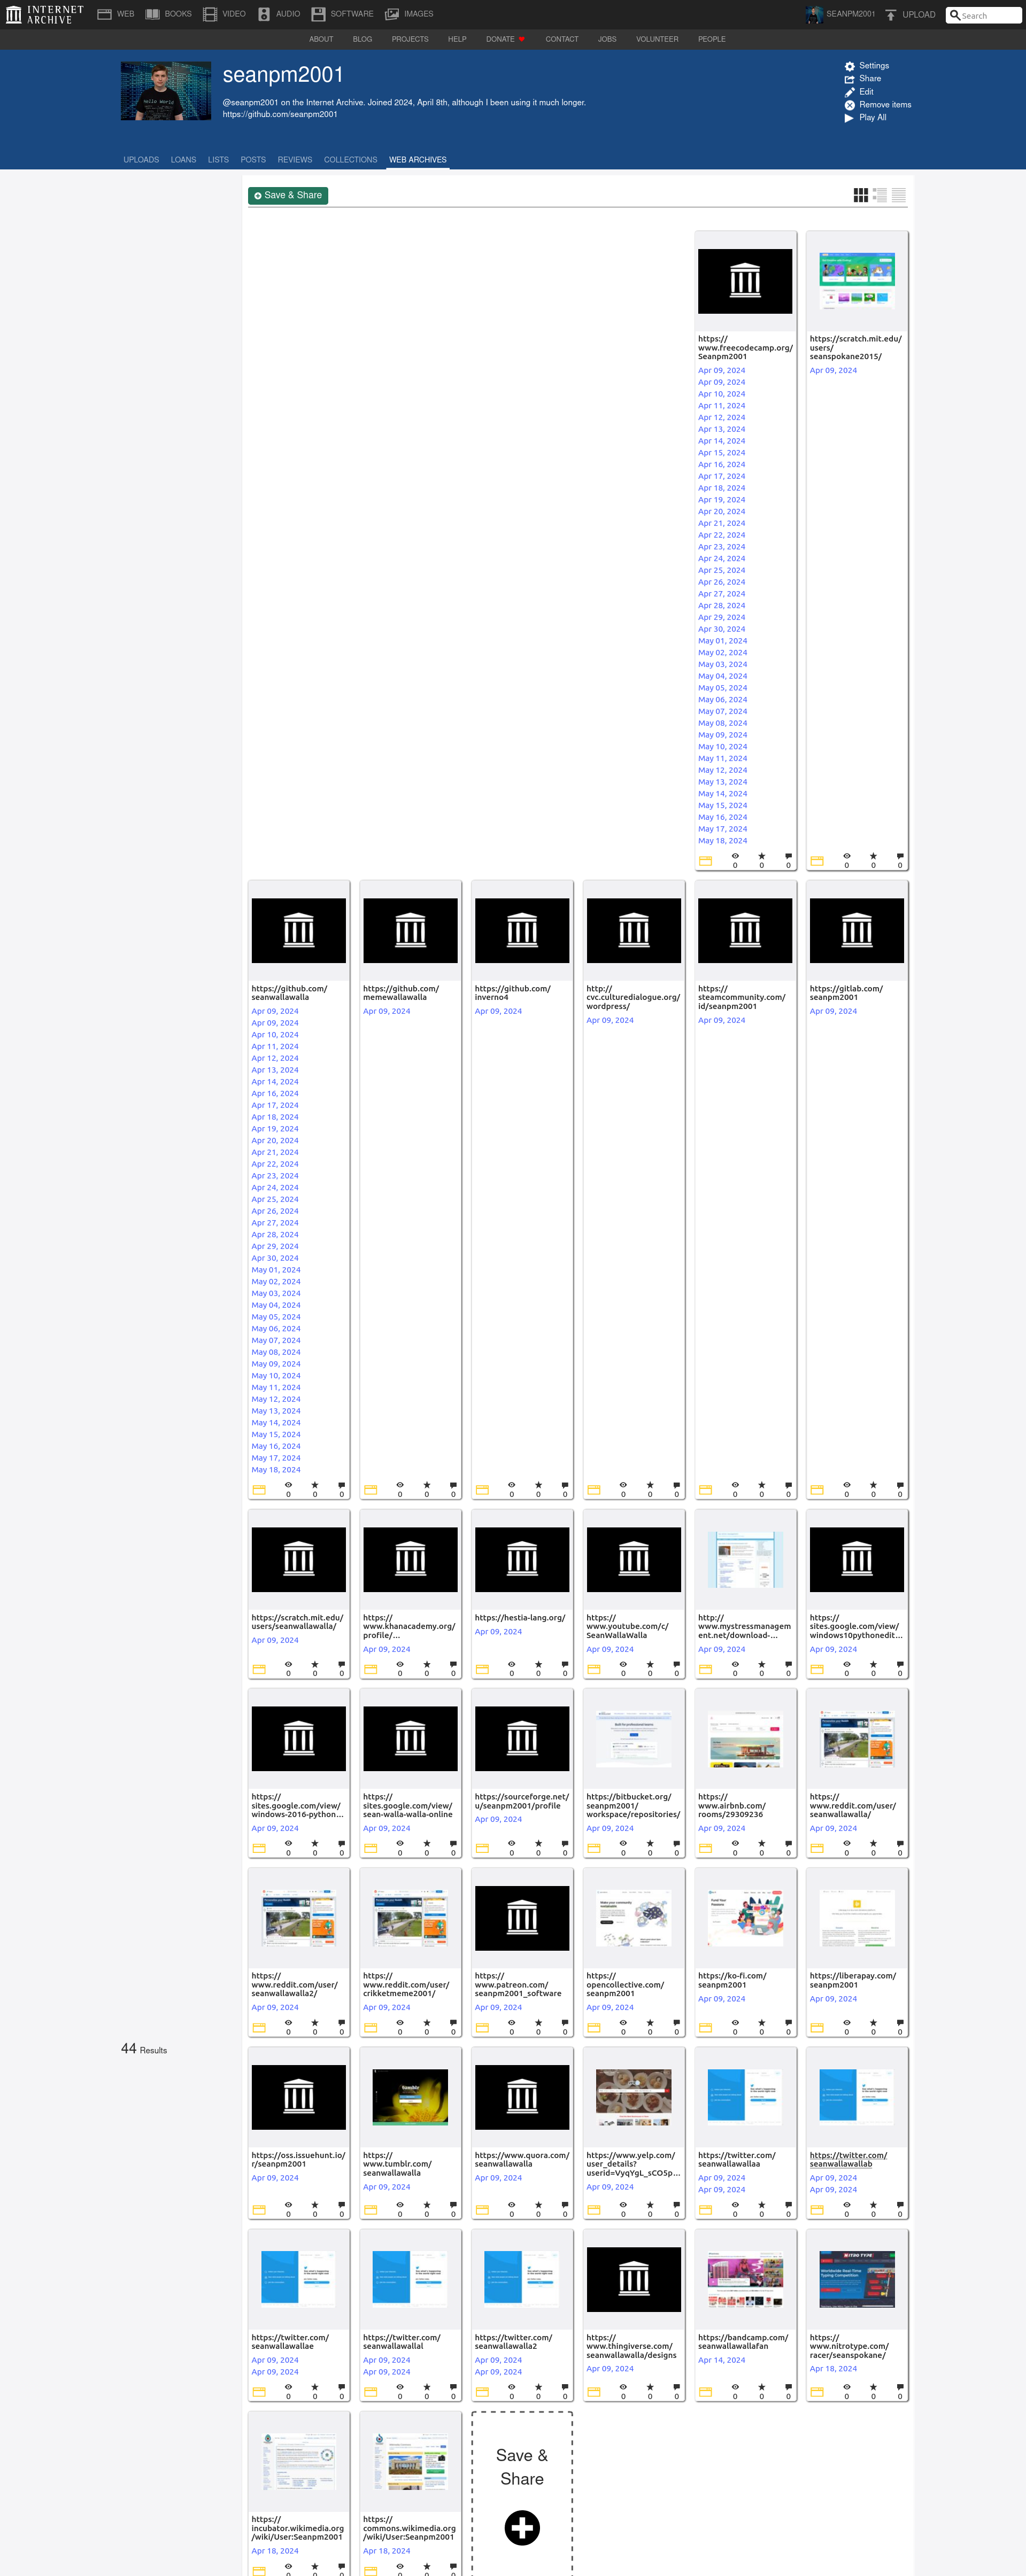 INTERNET ARCHIVE
WEB BOOKS VIDEO AUDIO SOFTWARE IMAGES SEANPM2001 UPLOAD Search
ABOUT BLOG PROJECTS HELP DONATE CONTACT JOBS VOLUNTEER PEOPLE
seanpm2001
@seanpm2001 on the Internet Archive. Joined 2024, April 8th, although I been using it much longer.
https://github.com/seanpm2001
Settings
Share
Edit
Remove items
Play All
UPLOADS LOANS LISTS POSTS REVIEWS COLLECTIONS WEB ARCHIVES
Save & Share
44 Results
https://
www.freecodecamp.org/
Seanpm2001
Apr 09, 2024
Apr 09, 2024
Apr 10, 2024
Apr 11, 2024
Apr 12, 2024
Apr 13, 2024
Apr 14, 2024
Apr 15, 2024
Apr 16, 2024
Apr 17, 2024
Apr 18, 2024
Apr 19, 2024
Apr 20, 2024
Apr 21, 2024
Apr 22, 2024
Apr 23, 2024
Apr 24, 2024
Apr 25, 2024
Apr 26, 2024
Apr 27, 2024
Apr 28, 2024
Apr 29, 2024
Apr 30, 2024
May 01, 2024
May 02, 2024
May 03, 2024
May 04, 2024
May 05, 2024
May 06, 2024
May 07, 2024
May 08, 2024
May 09, 2024
May 10, 2024
May 11, 2024
May 12, 2024
May 13, 2024
May 14, 2024
May 15, 2024
May 16, 2024
May 17, 2024
May 18, 2024
0 0 0
https://scratch.mit.edu/
users/
seanspokane2015/
Apr 09, 2024
0 0 0
https://github.com/
seanwallawalla
Apr 09, 2024
Apr 09, 2024
Apr 10, 2024
Apr 11, 2024
Apr 12, 2024
Apr 13, 2024
Apr 14, 2024
Apr 16, 2024
Apr 17, 2024
Apr 18, 2024
Apr 19, 2024
Apr 20, 2024
Apr 21, 2024
Apr 22, 2024
Apr 23, 2024
Apr 24, 2024
Apr 25, 2024
Apr 26, 2024
Apr 27, 2024
Apr 28, 2024
Apr 29, 2024
Apr 30, 2024
May 01, 2024
May 02, 2024
May 03, 2024
May 04, 2024
May 05, 2024
May 06, 2024
May 07, 2024
May 08, 2024
May 09, 2024
May 10, 2024
May 11, 2024
May 12, 2024
May 13, 2024
May 14, 2024
May 15, 2024
May 16, 2024
May 17, 2024
May 18, 2024
0 0 0
https://github.com/
memewallawalla
Apr 09, 2024
0 0 0
https://github.com/
inverno4
Apr 09, 2024
0 0 0
http://
cvc.culturedialogue.org/
wordpress/
Apr 09, 2024
0 0 0
https://
steamcommunity.com/
id/seanpm2001
Apr 09, 2024
0 0 0
https://gitlab.com/
seanpm2001
Apr 09, 2024
0 0 0
https://scratch.mit.edu/
users/seanwallawalla/
Apr 09, 2024
0 0 0
https://
www.khanacademy.org/
profile/...
Apr 09, 2024
0 0 0
https://hestia-lang.org/
Apr 09, 2024
0 0 0
https://
www.youtube.com/c/
SeanWallaWalla
Apr 09, 2024
0 0 0
http://
www.mystressmanagem
ent.net/download-...
Apr 09, 2024
0 0 0
https://
sites.google.com/view/
windows10pythonedit...
Apr 09, 2024
0 0 0
https://
sites.google.com/view/
windows-2016-python...
Apr 09, 2024
0 0 0
https://
sites.google.com/view/
sean-walla-walla-online
Apr 09, 2024
0 0 0
https://sourceforge.net/
u/seanpm2001/profile
Apr 09, 2024
0 0 0
https://bitbucket.org/
seanpm2001/
workspace/repositories/
Apr 09, 2024
0 0 0
https://
www.airbnb.com/
rooms/29309236
Apr 09, 2024
0 0 0
https://
www.reddit.com/user/
seanwallawalla/
Apr 09, 2024
0 0 0
https://
www.reddit.com/user/
seanwallawalla2/
Apr 09, 2024
0 0 0
https://
www.reddit.com/user/
crikketmeme2001/
Apr 09, 2024
0 0 0
https://
www.patreon.com/
seanpm2001_software
Apr 09, 2024
0 0 0
https://
opencollective.com/
seanpm2001
Apr 09, 2024
0 0 0
https://ko-fi.com/
seanpm2001
Apr 09, 2024
0 0 0
https://liberapay.com/
seanpm2001
Apr 09, 2024
0 0 0
https://oss.issuehunt.io/
r/seanpm2001
Apr 09, 2024
0 0 0
https://
www.tumblr.com/
seanwallawalla
Apr 09, 2024
0 0 0
https://www.quora.com/
seanwallawalla
Apr 09, 2024
0 0 0
https://www.yelp.com/
user_details?
userid=VyqYgL_sCO5p...
Apr 09, 2024
0 0 0
https://twitter.com/
seanwallawallaa
Apr 09, 2024
Apr 09, 2024
0 0 0
https://twitter.com/
seanwallawallab
Apr 09, 2024
Apr 09, 2024
0 0 0
https://twitter.com/
seanwallawallae
Apr 09, 2024
Apr 09, 2024
0 0 0
https://twitter.com/
seanwallawallal
Apr 09, 2024
Apr 09, 2024
0 0 0
https://twitter.com/
seanwallawalla2
Apr 09, 2024
Apr 09, 2024
0 0 0
https://
www.thingiverse.com/
seanwallawalla/designs
Apr 09, 2024
0 0 0
https://bandcamp.com/
seanwallawallafan
Apr 14, 2024
0 0 0
https://
www.nitrotype.com/
racer/seanspokane/
Apr 18, 2024
0 0 0
https://
incubator.wikimedia.org
/wiki/User:Seanpm2001
Apr 18, 2024
https://
commons.wikimedia.org
/wiki/User:Seanpm2001
Apr 18, 2024
Save &
Share